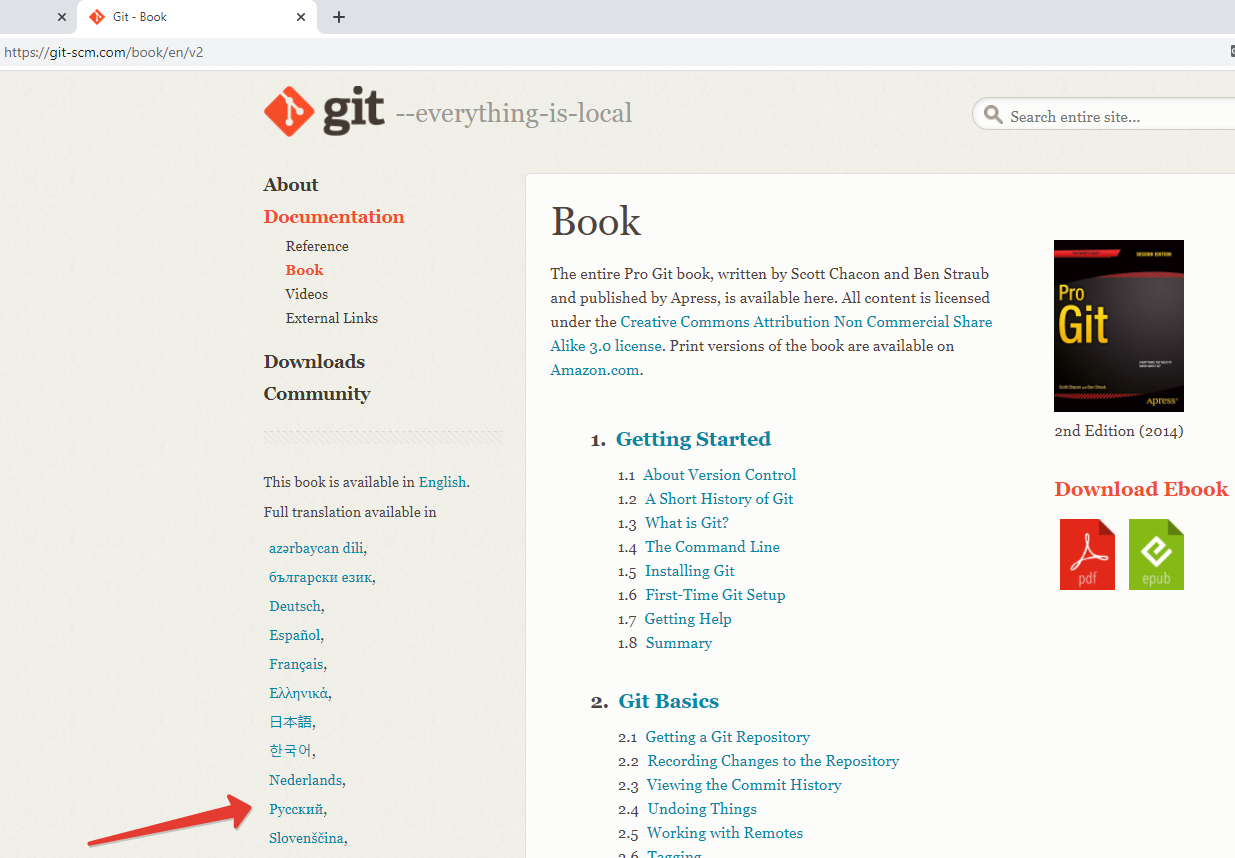 Git - Book
https://git-scm.com/book/en/v2
git --everything-is-local
Search entire site...
About
Documentation
Reference
Book
Videos
External Links
Downloads
Community
This book is available in English.
Full translation available in
azərbaycan dili,
български език,
Deutsch,
Español,
Français,
Ελληνικά,
日本語,
한국어,
Nederlands,
Русский,
Slovenščina,
Book
The entire Pro Git book, written by Scott Chacon and Ben Straub
and published by Apress, is available here. All content is licensed
under the Creative Commons Attribution Non Commercial Share
Alike 3.0 license. Print versions of the book are available on
Amazon.com.
1. Getting Started
1.1 About Version Control
1.2 A Short History of Git
1.3 What is Git?
1.4 The Command Line
1.5 Installing Git
1.6 First-Time Git Setup
1.7 Getting Help
1.8 Summary
2. Git Basics
2.1 Getting a Git Repository
2.2 Recording Changes to the Repository
2.3 Viewing the Commit History
2.4 Undoing Things
2.5 Working with Remotes
2.6 Tagging
SECOND EDITION
Pro
Git
Scott Chacon and Ben Straub
Apress®
2nd Edition (2014)
Download Ebook
pdf
epub